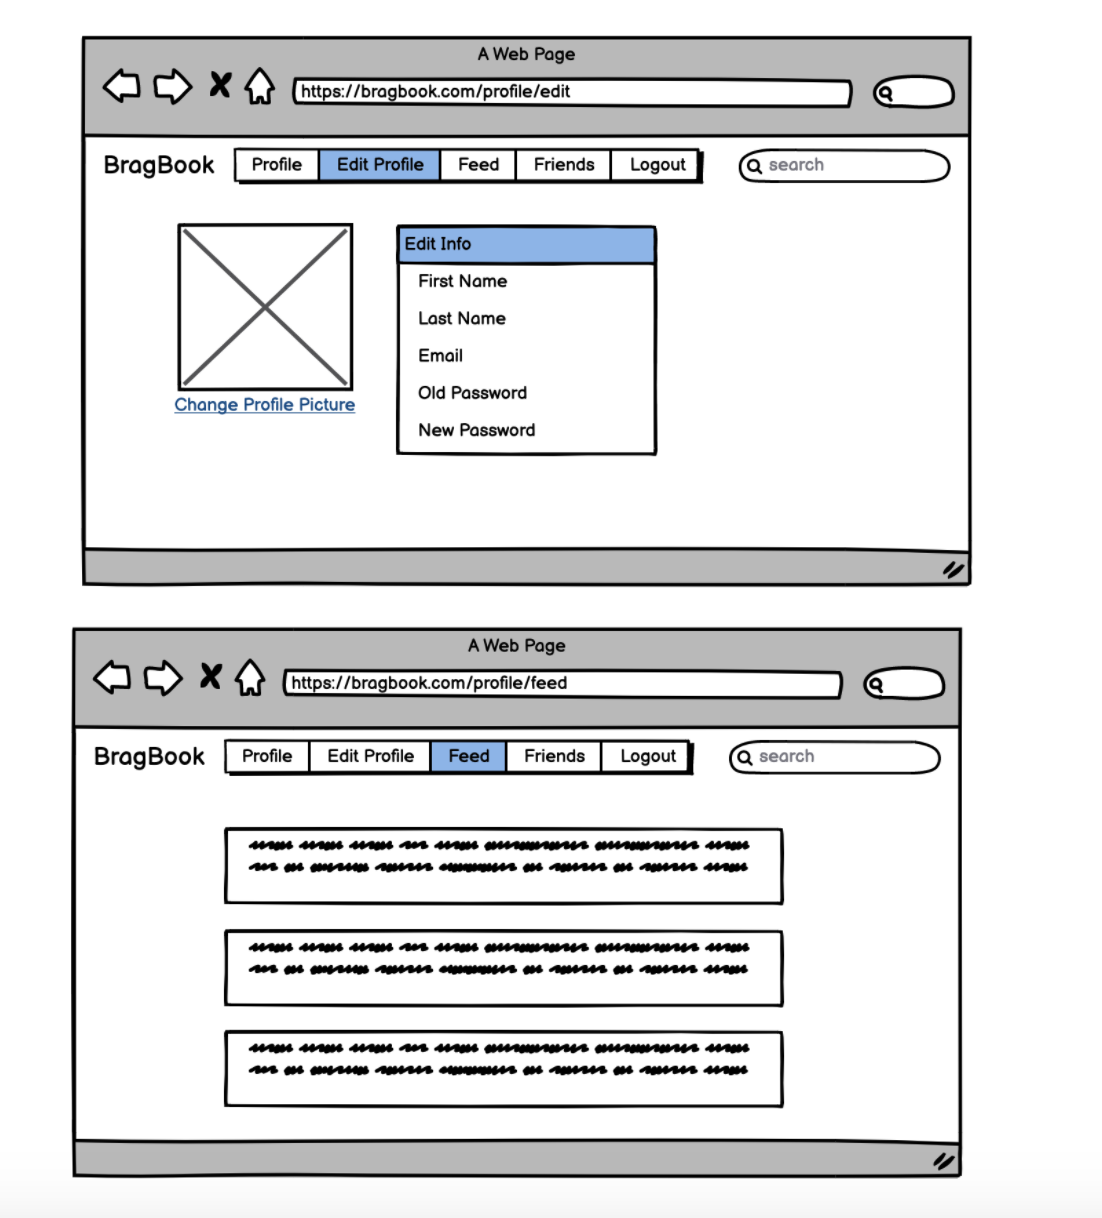 A Web Page
https://bragbook.com/profile/edit
BragBook Profile Edit Profile Feed Friends Logout search
Edit Info
First Name
Last Name
Email
Old Password
New Password
Change Profile Picture
A Web Page
https://bragbook.com/profile/feed
BragBook Profile Edit Profile Feed Friends Logout search